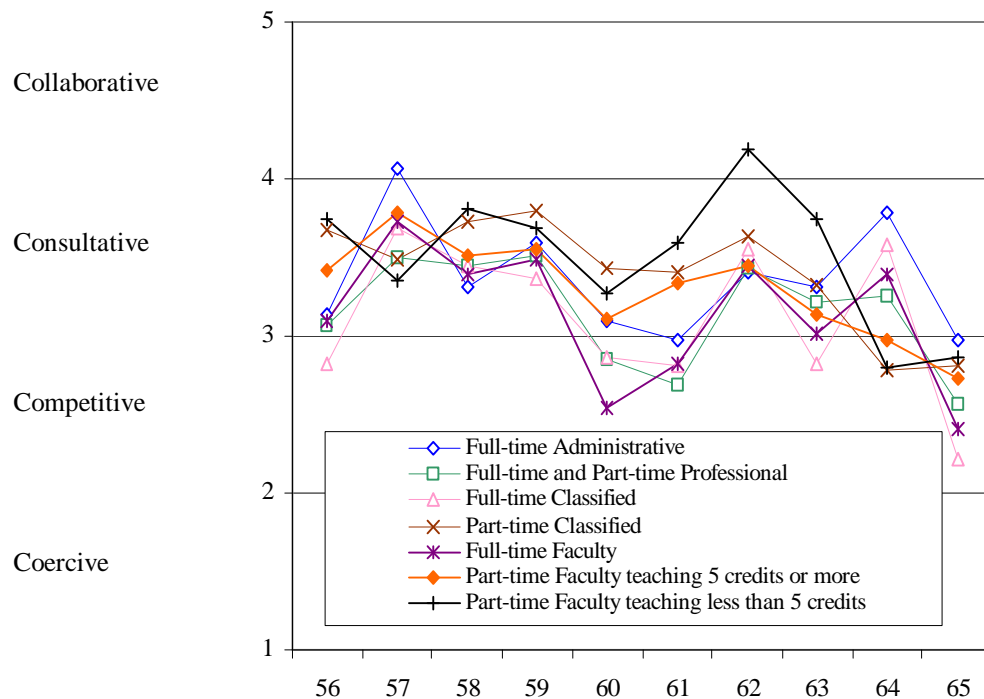 5
Collaborative
4
Consultative
3
Competitive
Full-time Administrative
Full-time and Part-time Professional
Full-time Classified
2
Part-time Classified
Full-time Faculty
Coercive
Part-time Faculty teaching 5 credits or more
Part-time Faculty teaching less than 5 credits
1
56 57 58 59 60 61 62 63 64 65